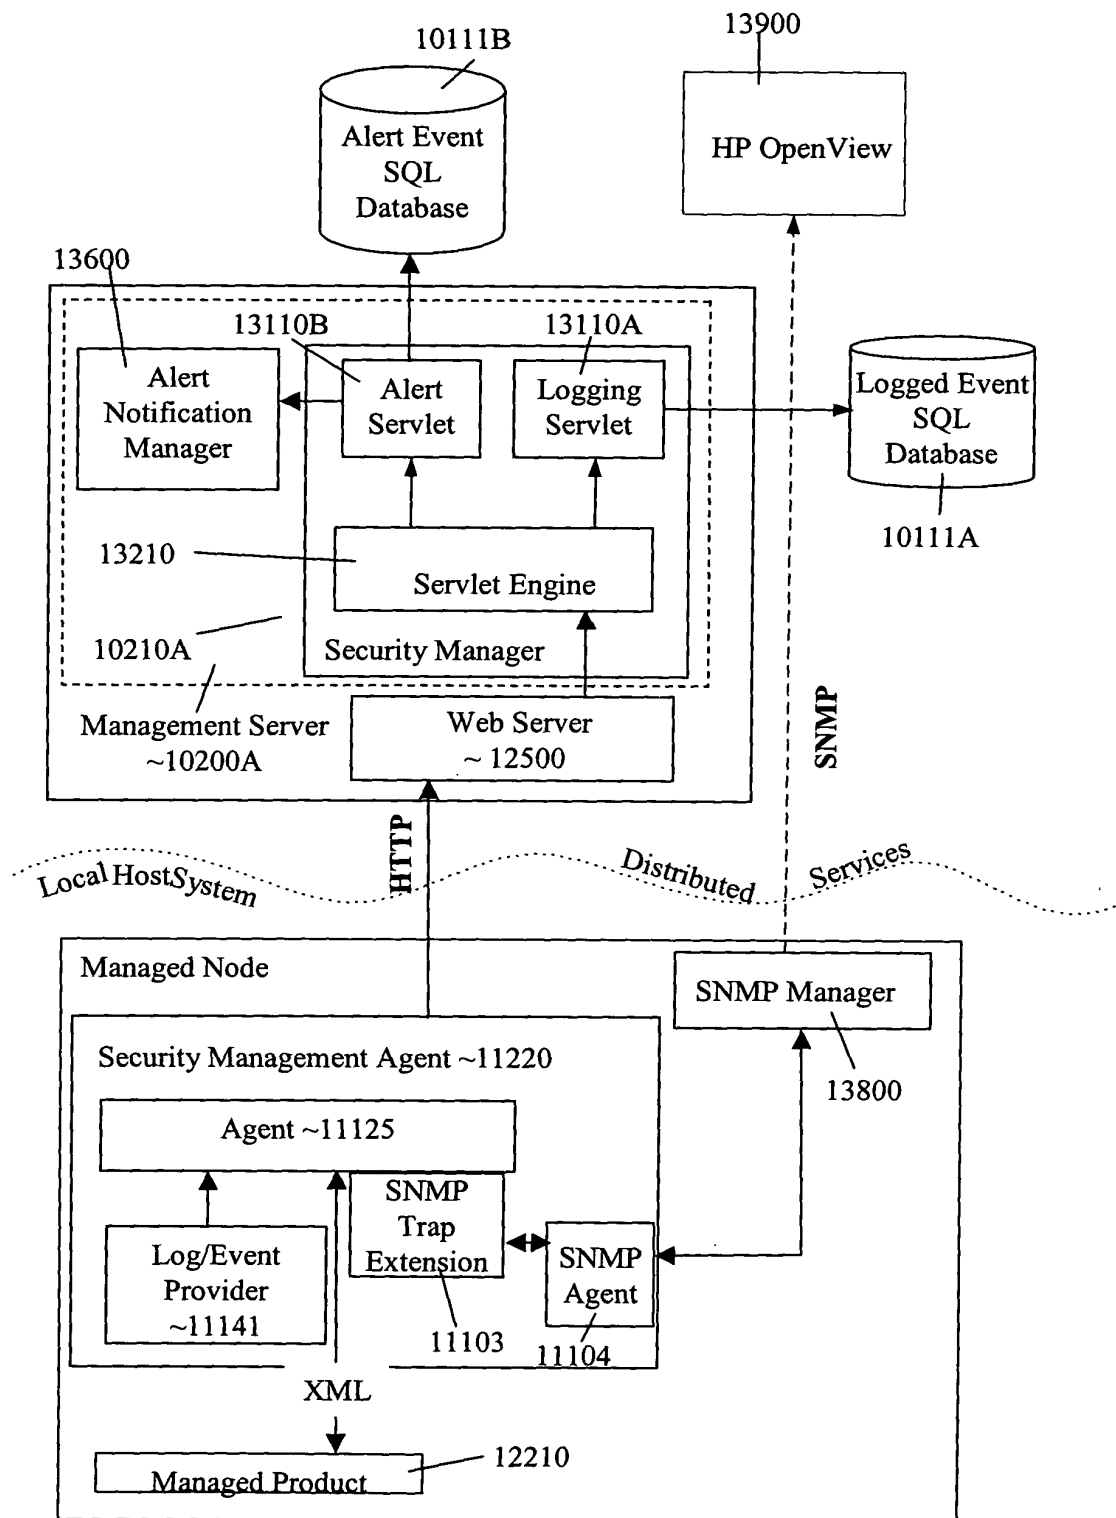 13900
10111B
Alert Event
SQL
Database
HP OpenView
13600
13110B
13110A
Alert
Notification
Manager
Alert
Servlet
Logging
Servlet
Logged Event
SQL
Database
10111A
13210
Servlet Engine
10210A
Security Manager
Management Server
~10200A
Web Server
~ 12500
SNMP
HTTP
Local HostSystem
Distributed Services
Managed Node
SNMP Manager
13800
Security Management Agent ~11220
Agent ~11125
SNMP
Trap
Extension
Log/Event
Provider
~11141
SNMP
Agent
11103
11104
XML
12210
Managed Product